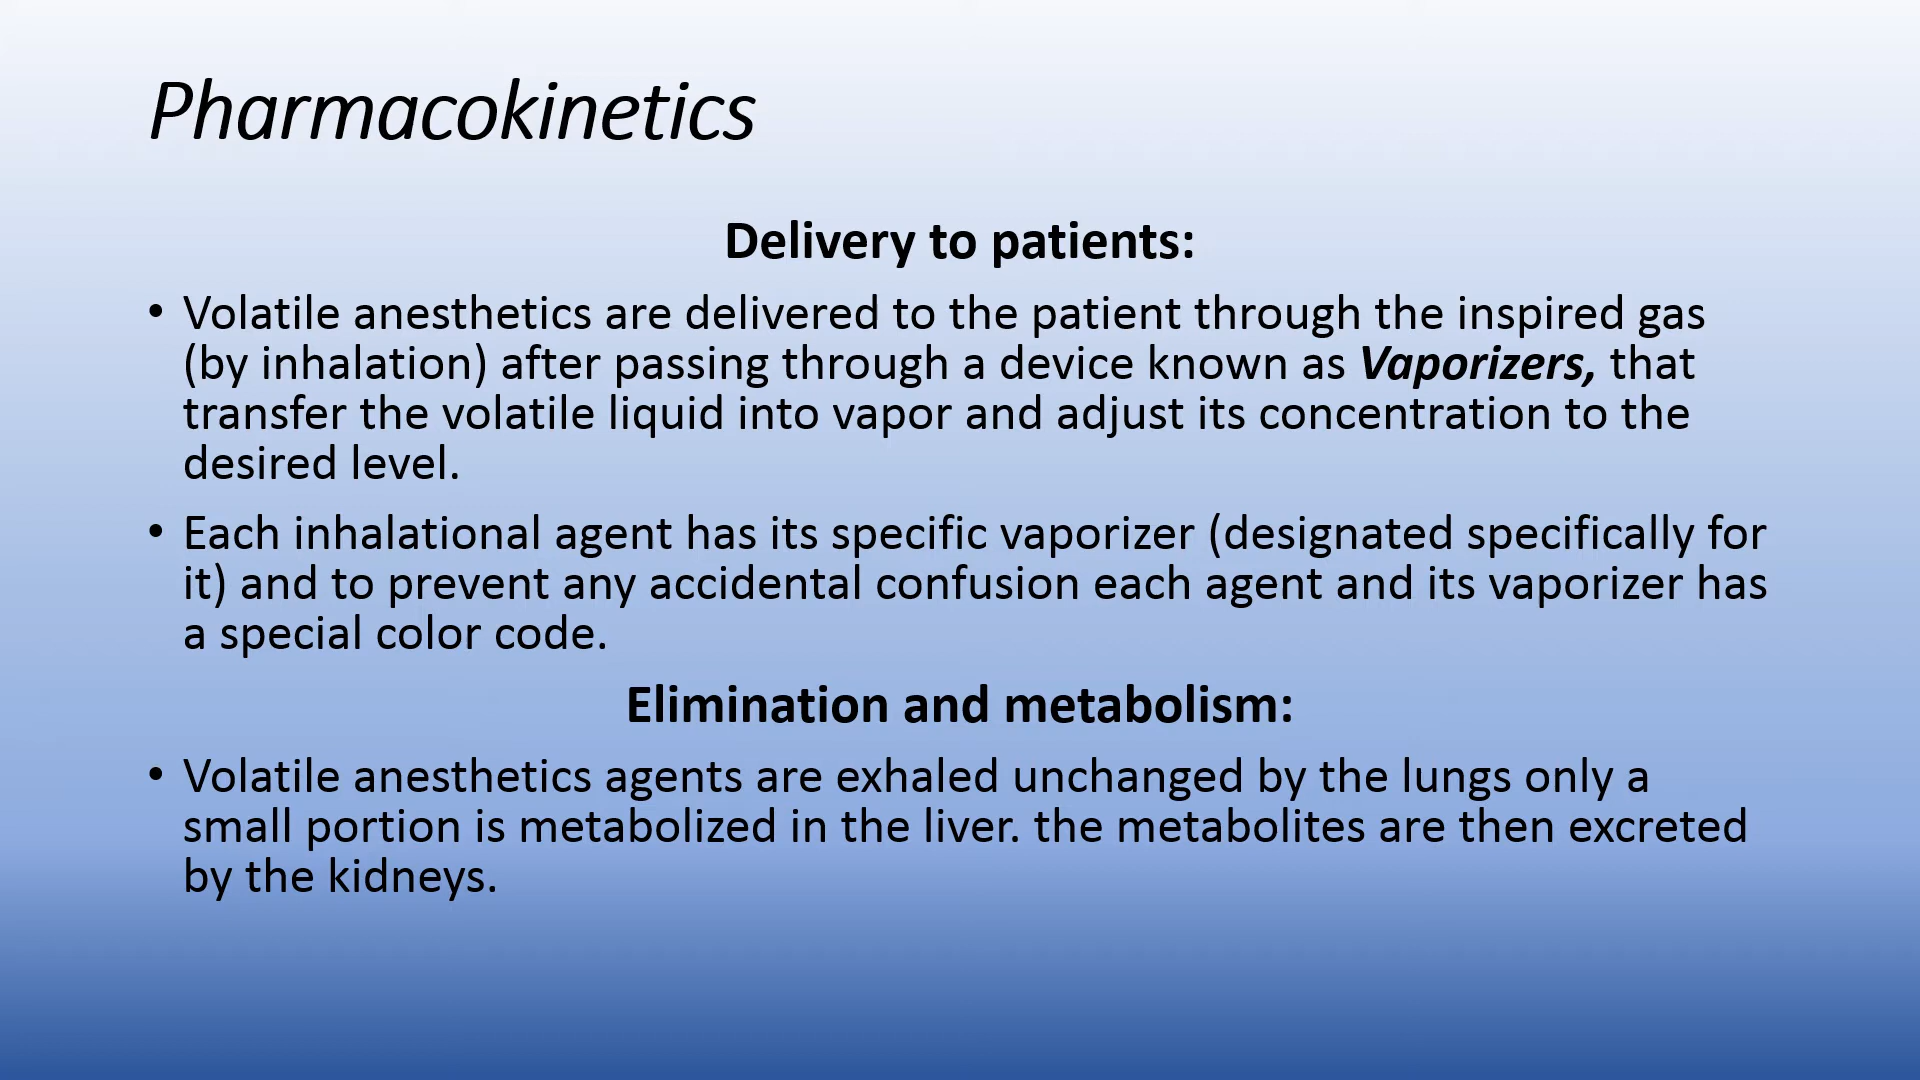 Pharmacokinetics
Delivery to patients:
• Volatile anesthetics are delivered to the patient through the inspired gas
(by inhalation) after passing through a device known as Vaporizers, that
transfer the volatile liquid into vapor and adjust its concentration to the
desired level.
• Each inhalational agent has its specific vaporizer (designated specifically for
it) and to prevent any accidental confusion each agent and its vaporizer has
a special color code.
Elimination and metabolism:
• Volatile anesthetics agents are exhaled unchanged by the lungs only a
small portion is metabolized in the liver. the metabolites are then excreted
by the kidneys.